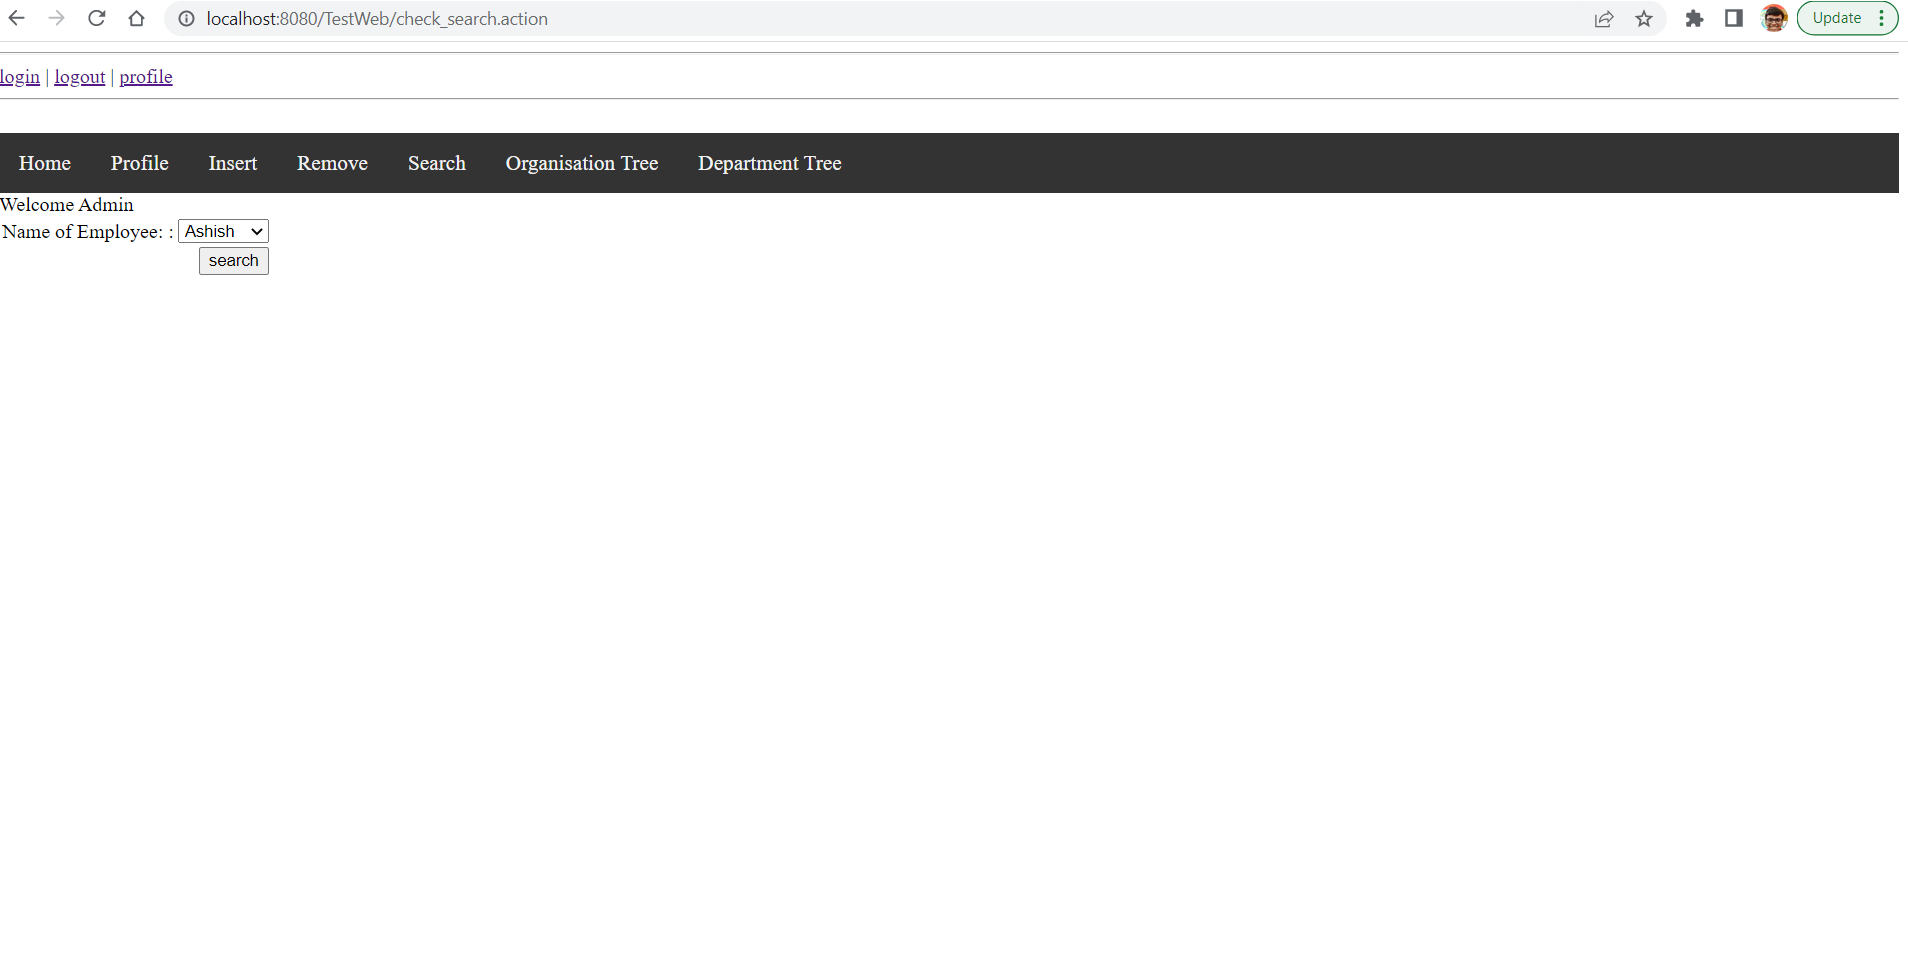 localhost:8080/TestWeb/check_search.action Update
login | logout | profile
Home Profile Insert Remove Search Organisation Tree Department Tree
Welcome Admin
Name of Employee: : Ashish
search